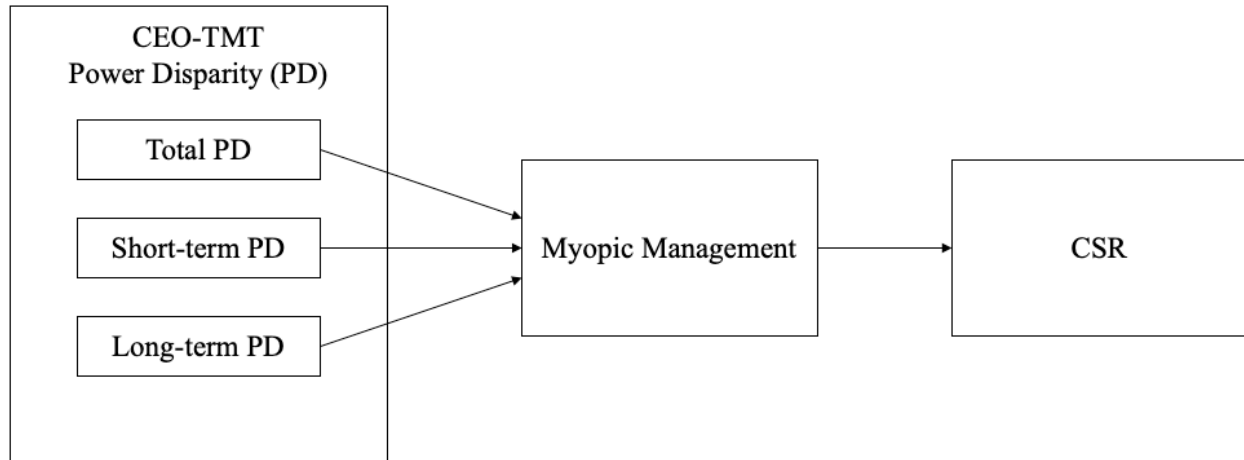 CEO-TMT
Power Disparity (PD)
Total PD
Short-term PD
Long-term PD
Myopic Management
CSR